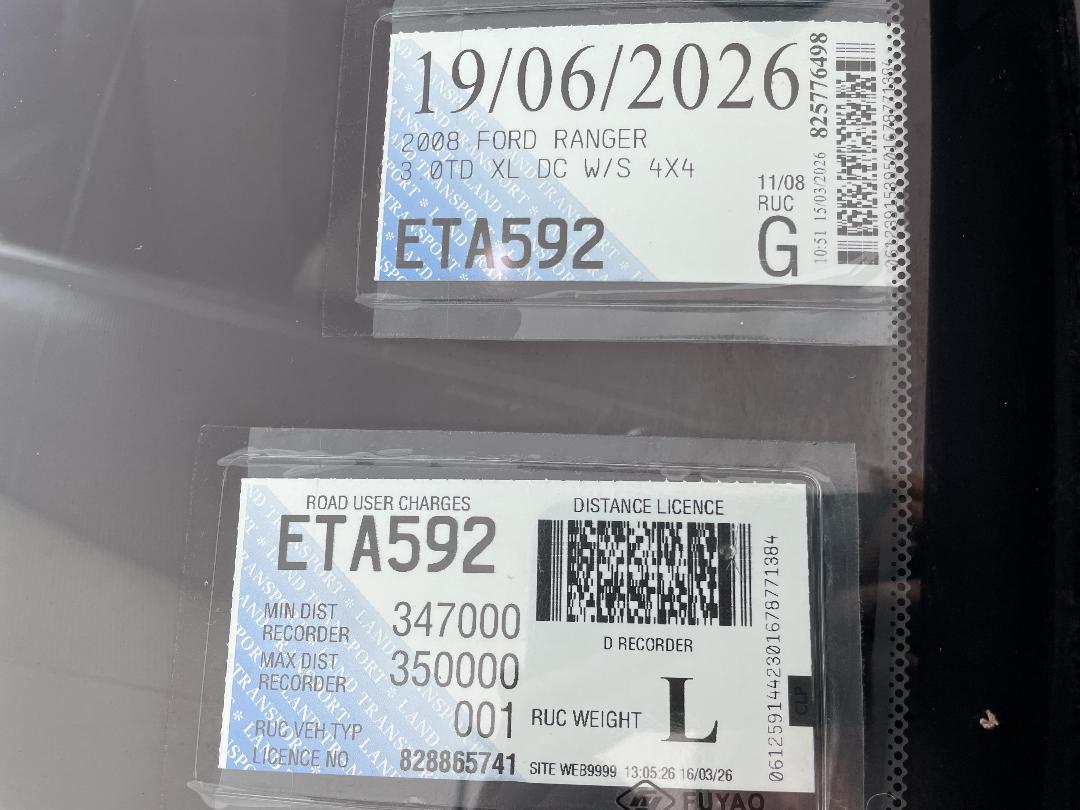 19/06/2026
2008 FORD RANGER
3 0TD XL DC W/S 4X4
11/08
RUC
ETA592
G
10:51 15/03/2026 825776498
ROAD USER CHARGES
ETA592
MIN DIST RECORDER 347000
MAX DIST RECORDER 350000
RUC VEH TYP 001
LICENCE NO 828865741
DISTANCE LICENCE
D RECORDER
RUC WEIGHT L
SITE WEB9999 13:05:26 16/03/26
0612591442301678771384
CLP
FUYAO